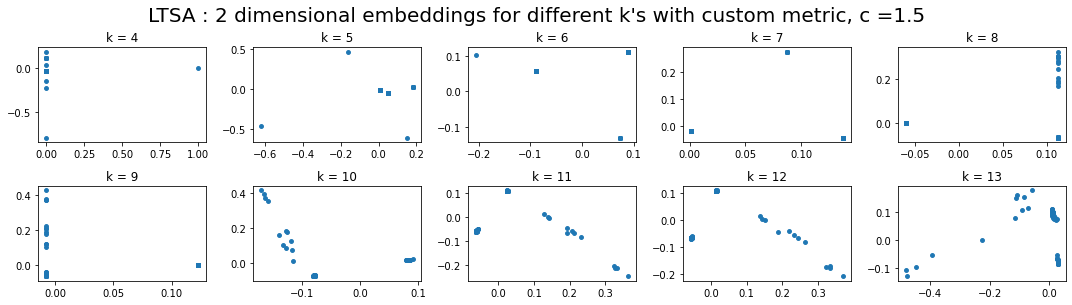 LTSA : 2 dimensional embeddings for different k's with custom metric, c =1.5
k = 4
k = 5
k = 6
k = 7
k = 8
0.0
−0.5
0.00 0.25 0.50 0.75 1.00
0.5
0.0
−0.5
−0.6 −0.4 −0.2 0.0 0.2
0.1
0.0
−0.1
−0.2 −0.1 0.0 0.1
0.2
0.1
0.0
0.00 0.05 0.10
0.2
0.0
−0.05 0.00 0.05 0.10
k = 9
k = 10
k = 11
k = 12
k = 13
0.4
0.2
0.0
0.00 0.05 0.10
0.4
0.2
0.0
−0.1 0.0 0.1
0.1
0.0
−0.1
−0.2
0.0 0.1 0.2 0.3
0.1
0.0
−0.1
−0.2
0.0 0.1 0.2 0.3
0.1
0.0
−0.1
−0.4 −0.2 0.0